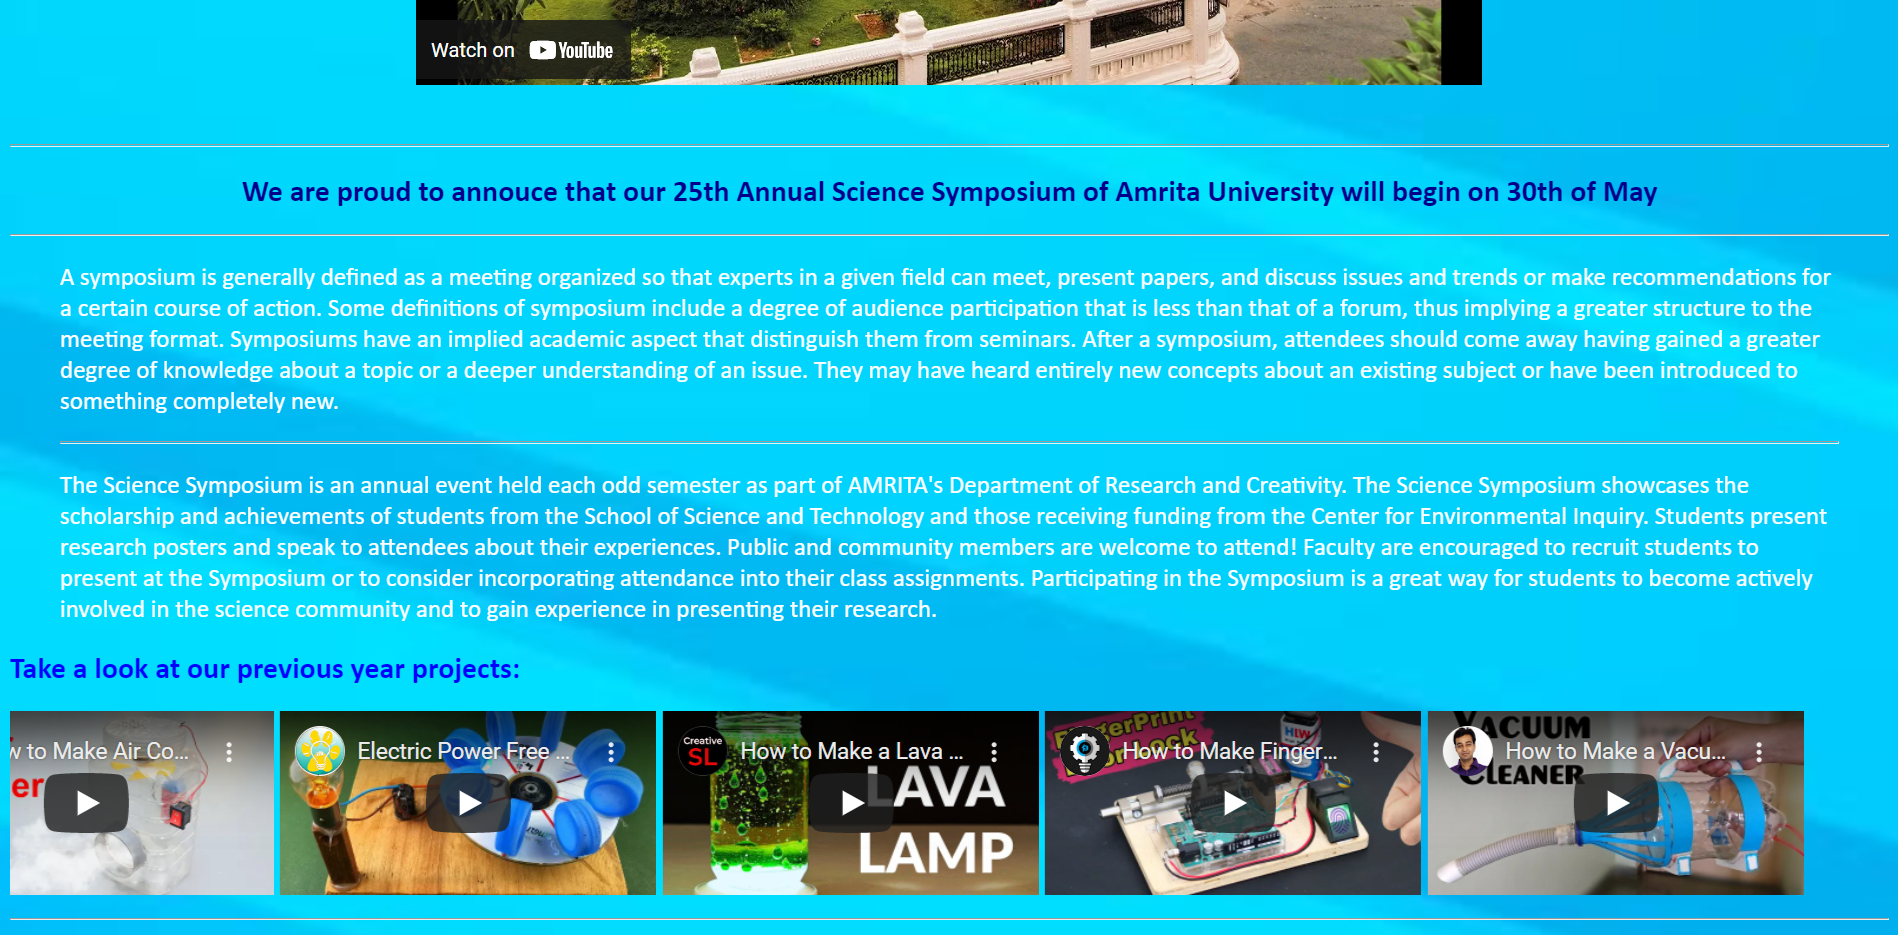 Watch on YouTube
We are proud to annouce that our 25th Annual Science Symposium of Amrita University will begin on 30th of May
A symposium is generally defined as a meeting organized so that experts in a given field can meet, present papers, and discuss issues and trends or make recommendations for
a certain course of action. Some definitions of symposium include a degree of audience participation that is less than that of a forum, thus implying a greater structure to the
meeting format. Symposiums have an implied academic aspect that distinguish them from seminars. After a symposium, attendees should come away having gained a greater
degree of knowledge about a topic or a deeper understanding of an issue. They may have heard entirely new concepts about an existing subject or have been introduced to
something completely new.
The Science Symposium is an annual event held each odd semester as part of AMRITA's Department of Research and Creativity. The Science Symposium showcases the
scholarship and achievements of students from the School of Science and Technology and those receiving funding from the Center for Environmental Inquiry. Students present
research posters and speak to attendees about their experiences. Public and community members are welcome to attend! Faculty are encouraged to recruit students to
present at the Symposium or to consider incorporating attendance into their class assignments. Participating in the Symposium is a great way for students to become actively
involved in the science community and to gain experience in presenting their research.
Take a look at our previous year projects:
w to Make Air Co...
er
Electric Power Free ...
Creative
SL
How to Make a Lava ...
LAVA
LAMP
How to Make Finger...
FingerPrint
HW
How to Make a Vacu...
VACUUM
CLEANER